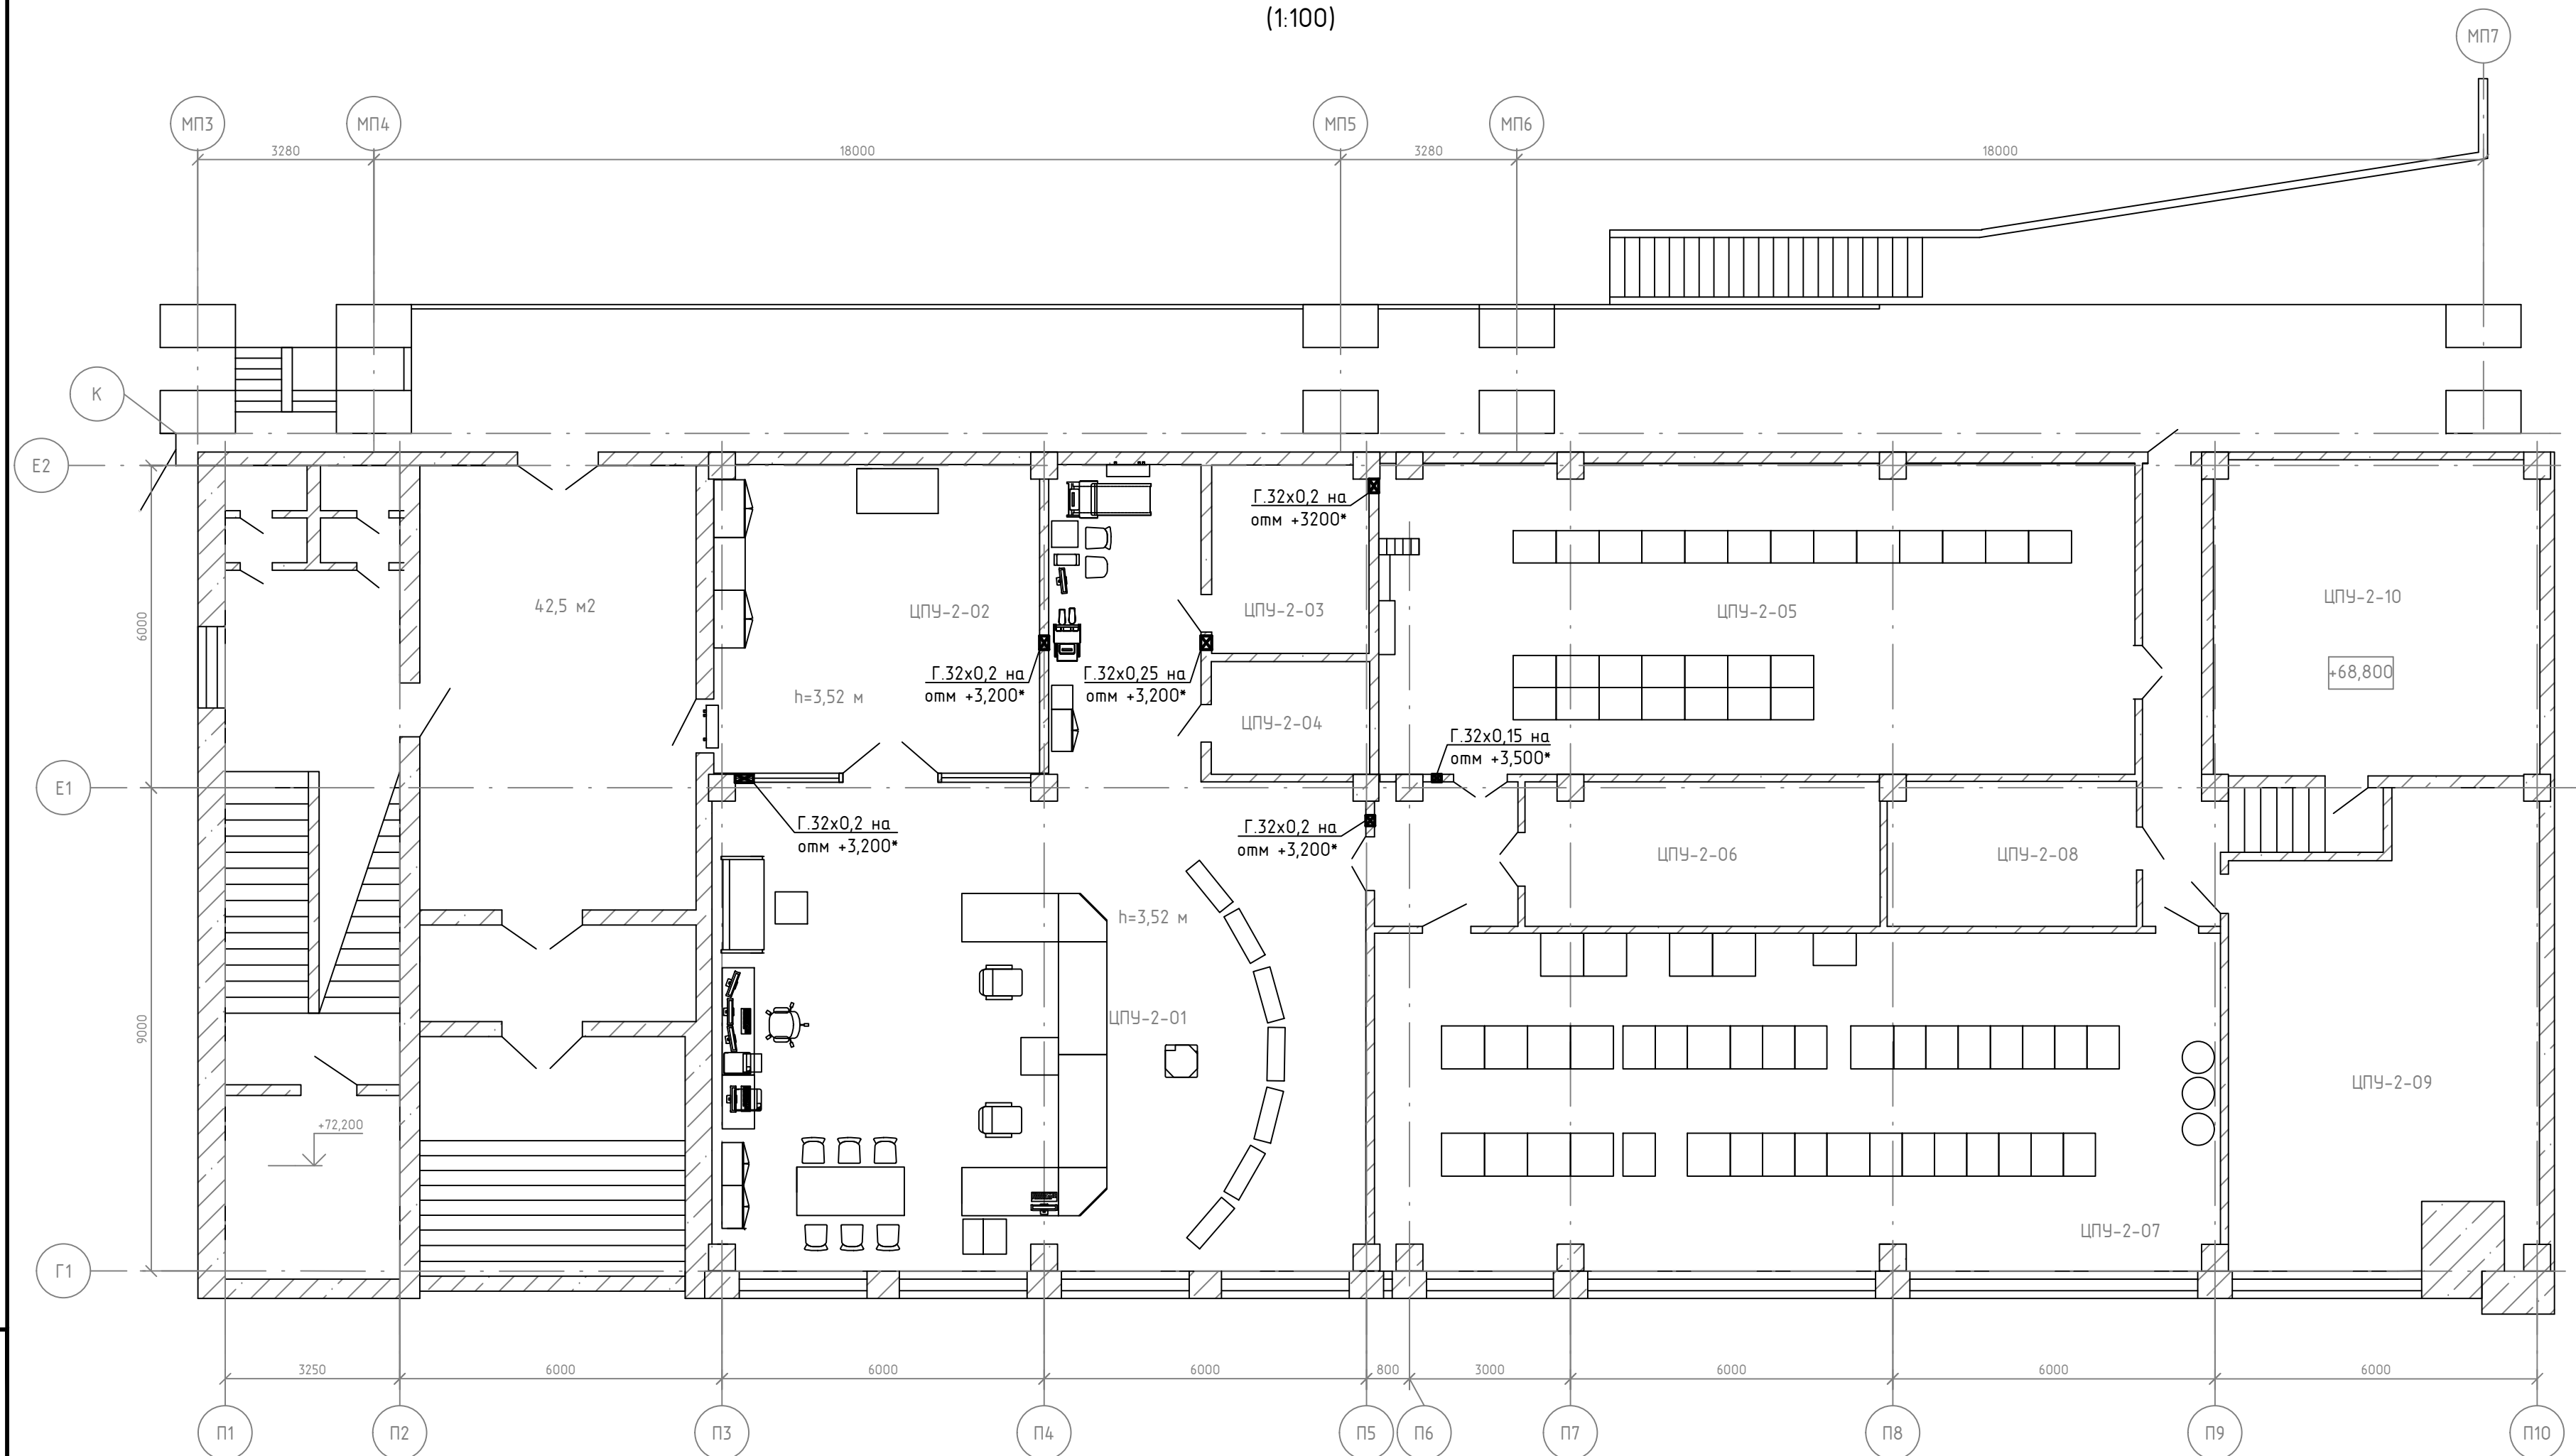 (1:100)
МП7
МП3
МП4
МП5
МП6
3280
18000
3280
18000
К
Е2
Г.32х0,2 на
отм +3200*
42,5 м2
ЦПУ-2-02
ЦПУ-2-03
ЦПУ-2-05
ЦПУ-2-10
6000
Г.32х0,2 на
отм +3,200*
Г.32х0,25 на
отм +3,200*
+68,800
h=3,52 м
ЦПУ-2-04
Г.32х0,15 на
отм +3,500*
Е1
Г.32х0,2 на
отм +3,200*
Г.32х0,2 на
отм +3,200*
ЦПУ-2-06
ЦПУ-2-08
h=3,52 м
9000
ЦПУ-2-01
ЦПУ-2-09
+72,200
ЦПУ-2-07
Г1
3250
6000
6000
6000
800
3000
6000
6000
6000
П1
П2
П3
П4
П5
П6
П7
П8
П9
П10